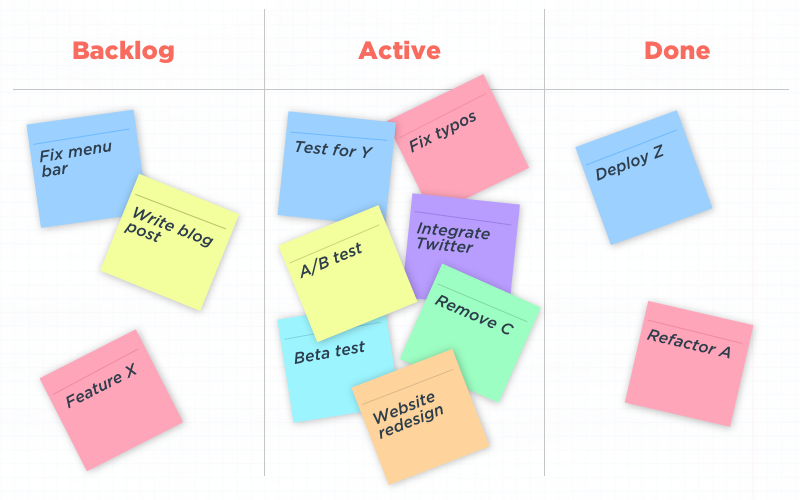 Backlog
Active
Done
Fix menu
bar
Write blog
post
Feature X
Test for Y
Fix typos
Integrate
Twitter
A/B test
Remove C
Beta test
Website
redesign
Deploy Z
Refactor A